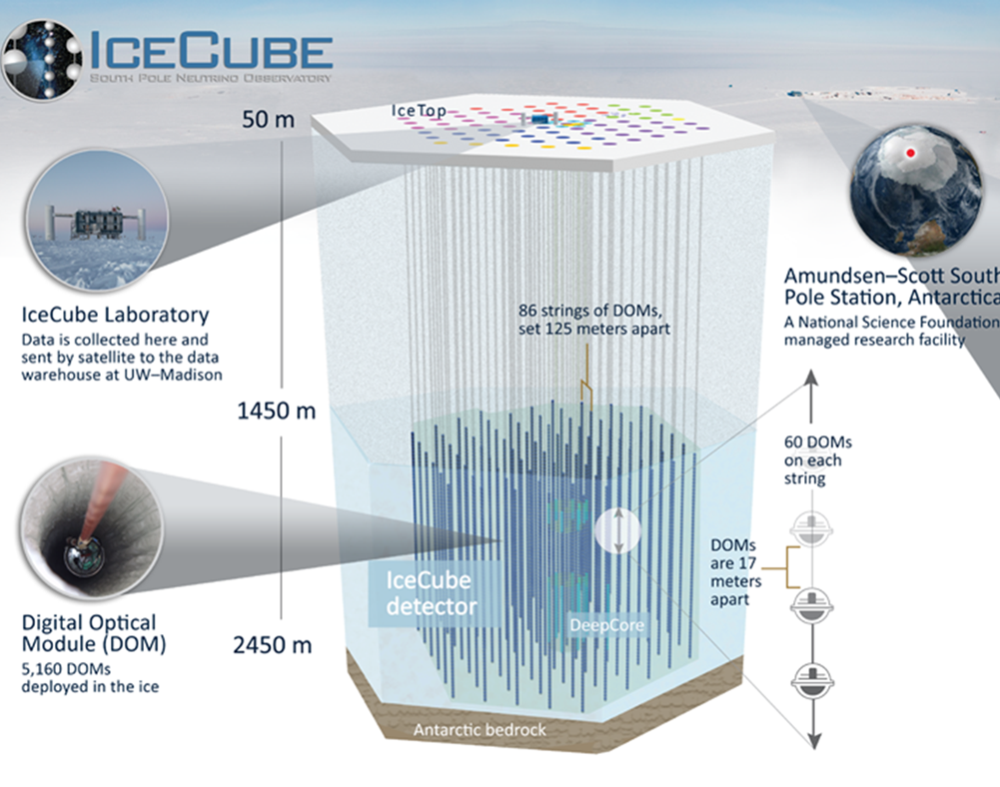 ICECUBE
SOUTH POLE NEUTRINO OBSERVATORY
50 m
IceTop
IceCube Laboratory
Data is collected here and
sent by satellite to the data
warehouse at UW–Madison
Amundsen–Scott South
Pole Station, Antarctica
A National Science Foundation
managed research facility
86 strings of DOMs,
set 125 meters apart
1450 m
60 DOMs
on each
string
DOMs
are 17
meters
apart
IceCube
detector
DeepCore
Digital Optical
Module (DOM)
5,160 DOMs
deployed in the ice
2450 m
Antarctic bedrock